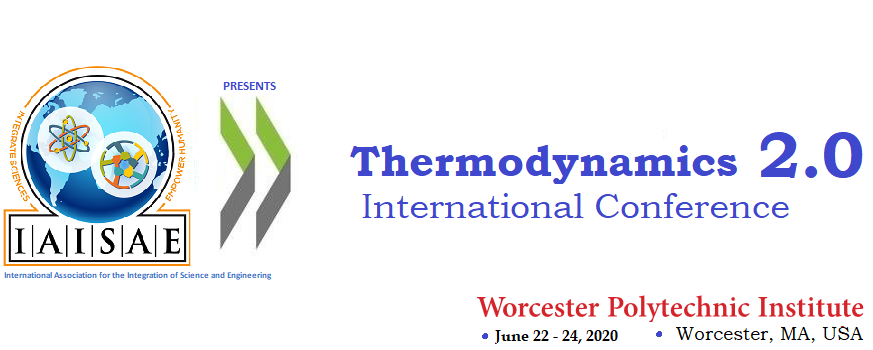 PRESENTS
INTEGRATE SCIENCES
EMPOWER HUMANITY
I|A|I|S|A|E
International Association for the Integration of Science and Engineering
Thermodynamics 2.0
International Conference
Worcester Polytechnic Institute
• June 22 - 24, 2020 • Worcester, MA, USA